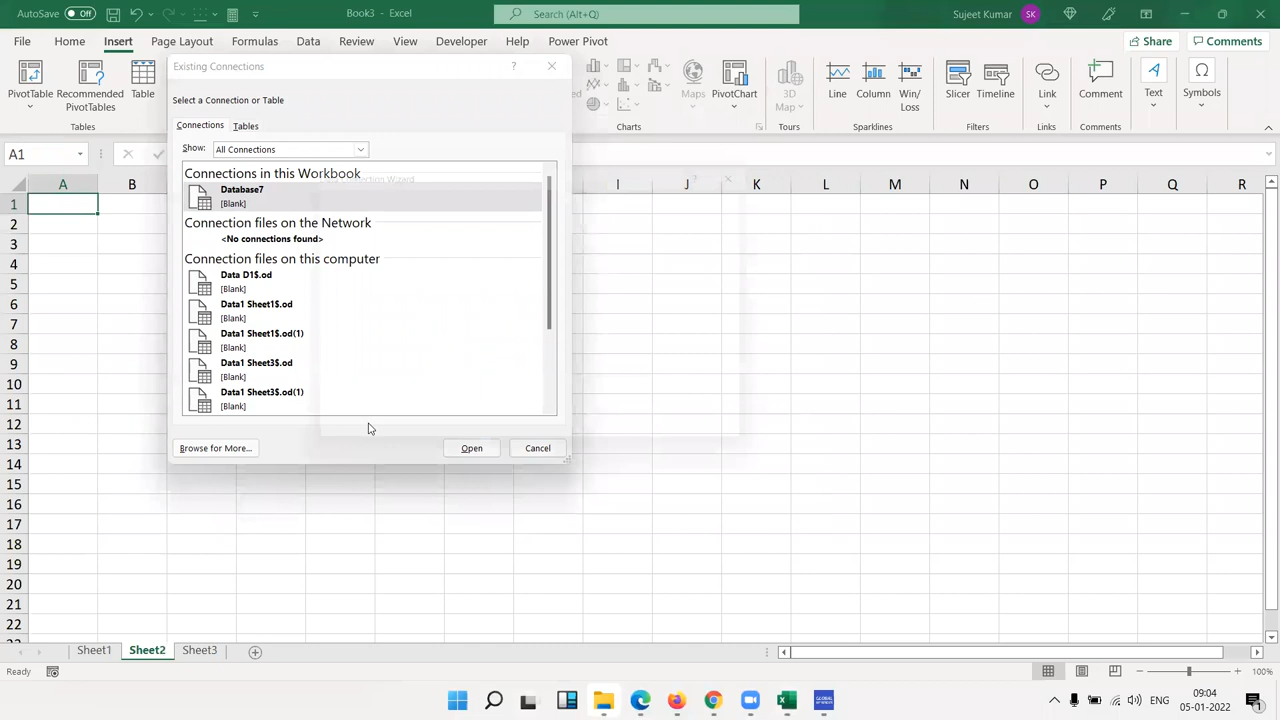 AutoSave Off Book3 - Excel Search (Alt+Q) Sujeet Kumar SK
File Home Insert Page Layout Formulas Data Review View Developer Help Power Pivot Share Comments
Existing Connections ?
PivotTable Recommended PivotTables Table Maps PivotChart 3D Map Line Column Win/ Loss Slicer Timeline Link Comment Text Symbols
Tables Charts Tours Sparklines Filters Links Comments
Select a Connection or Table
Connections Tables
Show: All Connections
A1
Connections in this Workbook
Database7
[Blank]
Connection files on the Network
<No connections found>
Connection files on this computer
Data D1$.od
[Blank]
Data1 Sheet1$.od
[Blank]
Data1 Sheet1$.od(1)
[Blank]
Data1 Sheet3$.od
[Blank]
Data1 Sheet3$.od(1)
[Blank]
Browse for More... Open Cancel
A B I J K L M N O P Q R
1
2
3
4
5
6
7
8
9
10
11
12
13
14
15
16
17
18
19
20
21
22
Sheet1 Sheet2 Sheet3
Ready 100%
ENG 09:04
05-01-2022